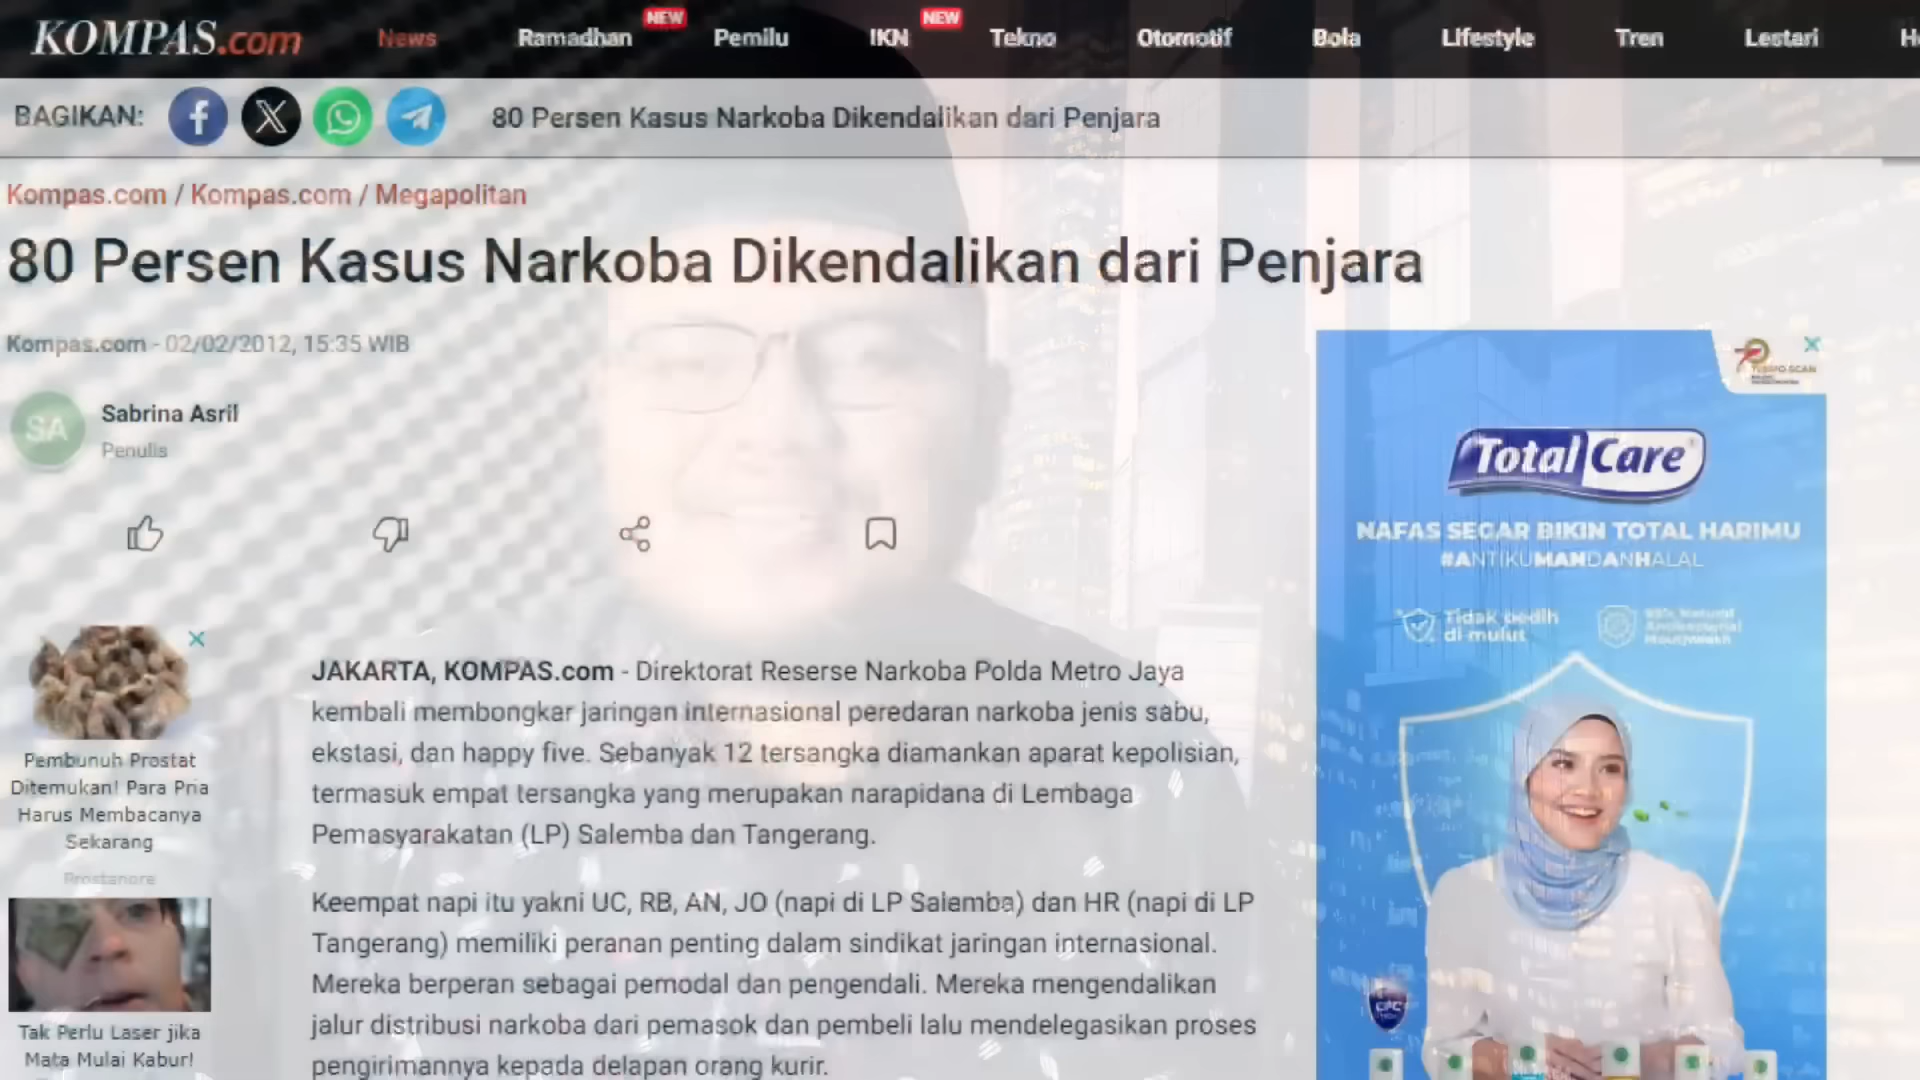 KOMPAS.com
News
Ramadhan
NEW
Pemilu
IKN
NEW
Tekno
Otomotif
Bola
Lifestyle
Tren
Lestari
BAGIKAN:
80 Persen Kasus Narkoba Dikendalikan dari Penjara
Kompas.com / Kompas.com / Megapolitan
80 Persen Kasus Narkoba Dikendalikan dari Penjara
Kompas.com - 02/02/2012, 15:35 WIB
SA
Sabrina Asril
Penulis
JAKARTA, KOMPAS.com - Direktorat Reserse Narkoba Polda Metro Jaya
kembali membongkar jaringan internasional peredaran narkoba jenis sabu,
ekstasi, dan happy five. Sebanyak 12 tersangka diamankan aparat kepolisian,
termasuk empat tersangka yang merupakan narapidana di Lembaga
Pemasyarakatan (LP) Salemba dan Tangerang.
Keempat napi itu yakni UC, RB, AN, JO (napi di LP Salemba) dan HR (napi di LP
Tangerang) memiliki peranan penting dalam sindikat jaringan internasional.
Mereka berperan sebagai pemodal dan pengendali. Mereka mengendalikan
jalur distribusi narkoba dari pemasok dan pembeli lalu mendelegasikan proses
pengirimannya kepada delapan orang kurir.
Pembunuh Prostat
Ditemukan! Para Pria
Harus Membacanya
Sekarang
Prostanore
Tak Perlu Laser jika
Mata Mulai Kabur!
Total Care
NAFAS SEGAR BIKIN TOTAL HARIMU
#ANTIKUMANDANHALAL
Tidak pedih
di mulut